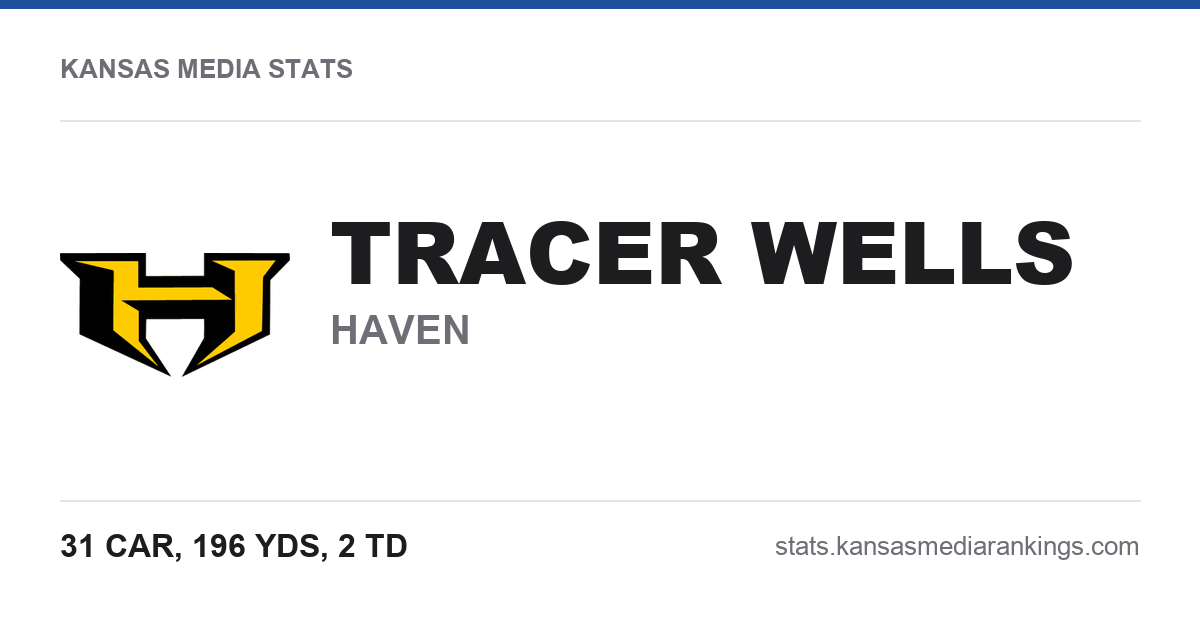 KANSAS MEDIA STATS
H
TRACER WELLS
HAVEN
31 CAR, 196 YDS, 2 TD
stats.kansasmediarankings.com